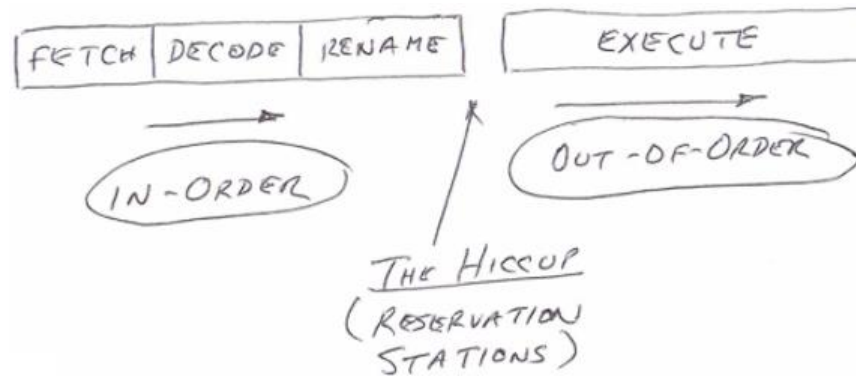 FETCH DECODE RENAME EXECUTE
IN-ORDER OUT-OF-ORDER
THE HICCUP
(RESERVATION
STATIONS)